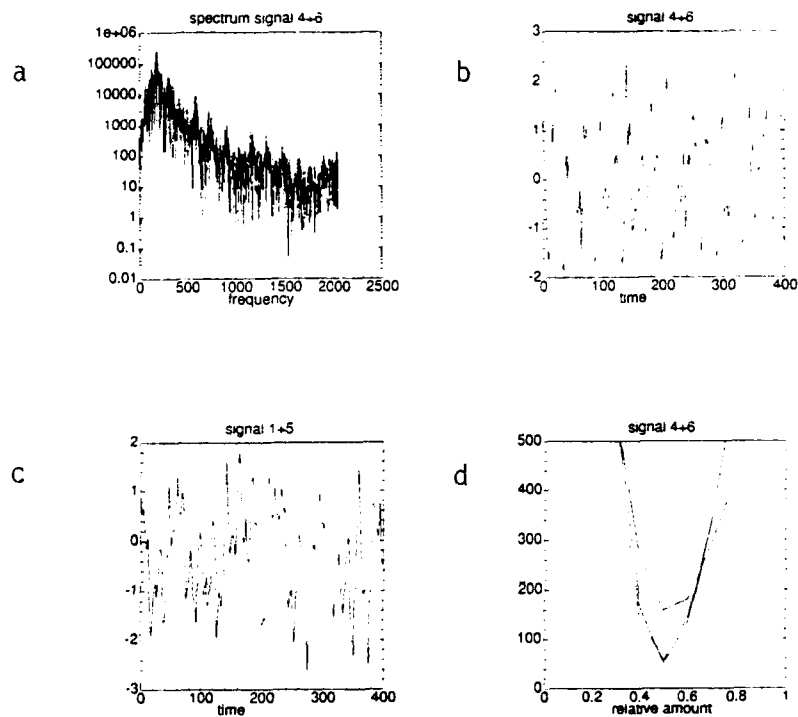 a
spectrum signal 4+6
1e+06
100000
10000
1000
100
10
1
0.1
0.01
0 500 1000 1500 2000 2500
frequency
b
signal 4+6
3
2
1
0
-1
-2
0 100 200 300 400
time
c
signal 1+5
2
1
0
-1
-2
-3
0 100 200 300 400
time
d
signal 4+6
500
400
300
200
100
0
0 0.2 0.4 0.6 0.8 1
relative amount